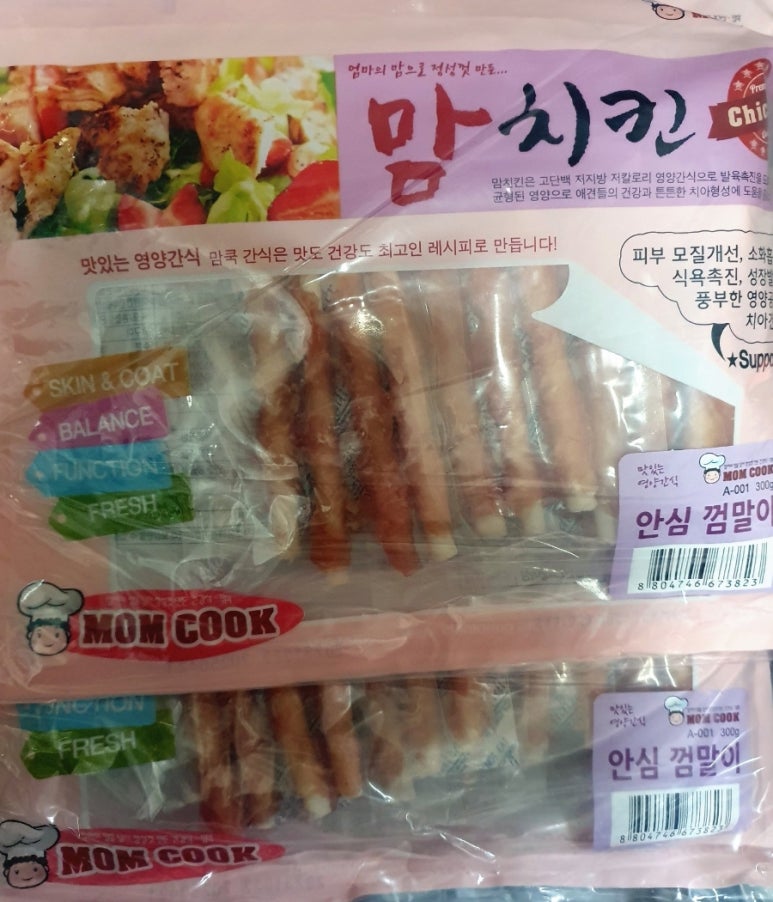 엄마의 맘으로 정성껏 만든...
맘치킨
Chic
맘치킨은 고단백 저지방 저칼로리 영양간식으로 발육촉진을
균형된 영양으로 애견들의 건강과 튼튼한 치아형성에 도움을
맛있는 영양간식 맘쿡 간식은 맛도 건강도 최고인 레시피로 만듭니다!
피부 모질개선, 소화
식욕촉진, 성장발
풍부한 영양
치아
★Suppo
SKIN & COAT
BALANCE
FUNCTION
FRESH
맛있는
영양간식
MOM COOK
A-001 300g
안심 껌말이
8 804746 673823
MOM COOK
NCTION
FRESH
맛있는
영양간식
MOM COOK
A-001 300g
안심 껌말이
8 804746 673823
MOM COOK